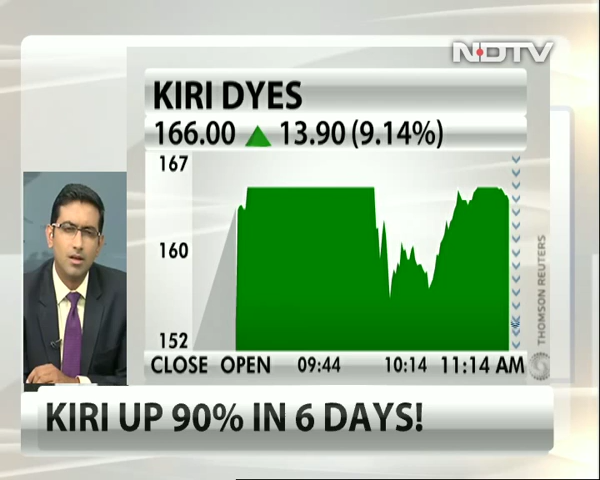 NDTV
KIRI DYES
166.00 ▲ 13.90 (9.14%)
167
160
152
CLOSE OPEN 09:44 10:14 11:14 AM
THOMSON REUTERS
KIRI UP 90% IN 6 DAYS!